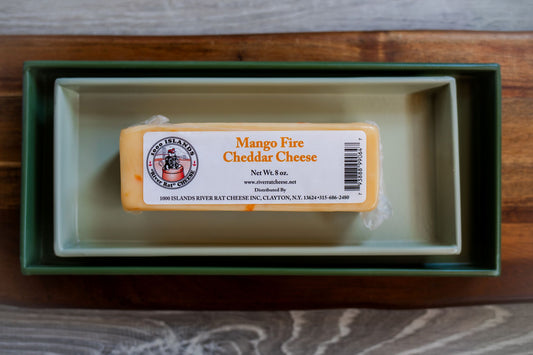 1000 ISLANDS
"River Rat" CHEESE
Mango Fire
Cheddar Cheese
Net Wt. 8 oz.
www.riverratcheese.net
Distributed By
1000 ISLANDS RIVER RAT CHEESE INC, CLAYTON, N.Y. 13624•315-686-2480